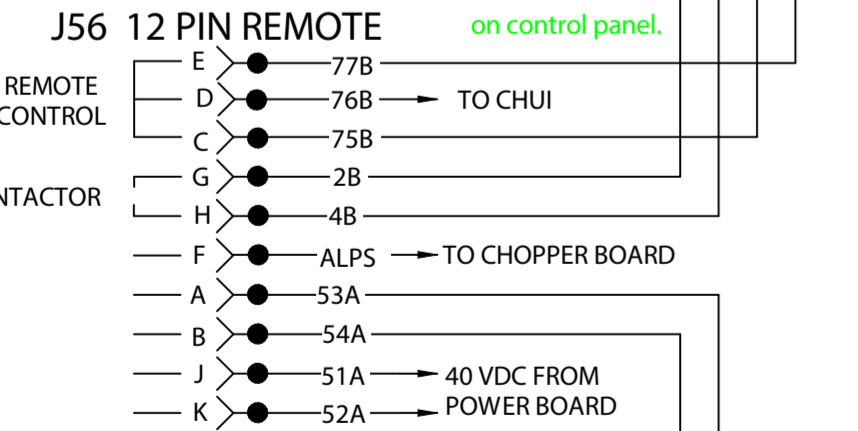 J56 12 PIN REMOTE
on control panel.
E 77B
REMOTE
D 76B TO CHUI
CONTROL
C 75B
G 2B
NTACTOR
H 4B
F ALPS TO CHOPPER BOARD
A 53A
B 54A
J 51A 40 VDC FROM
K 52A POWER BOARD